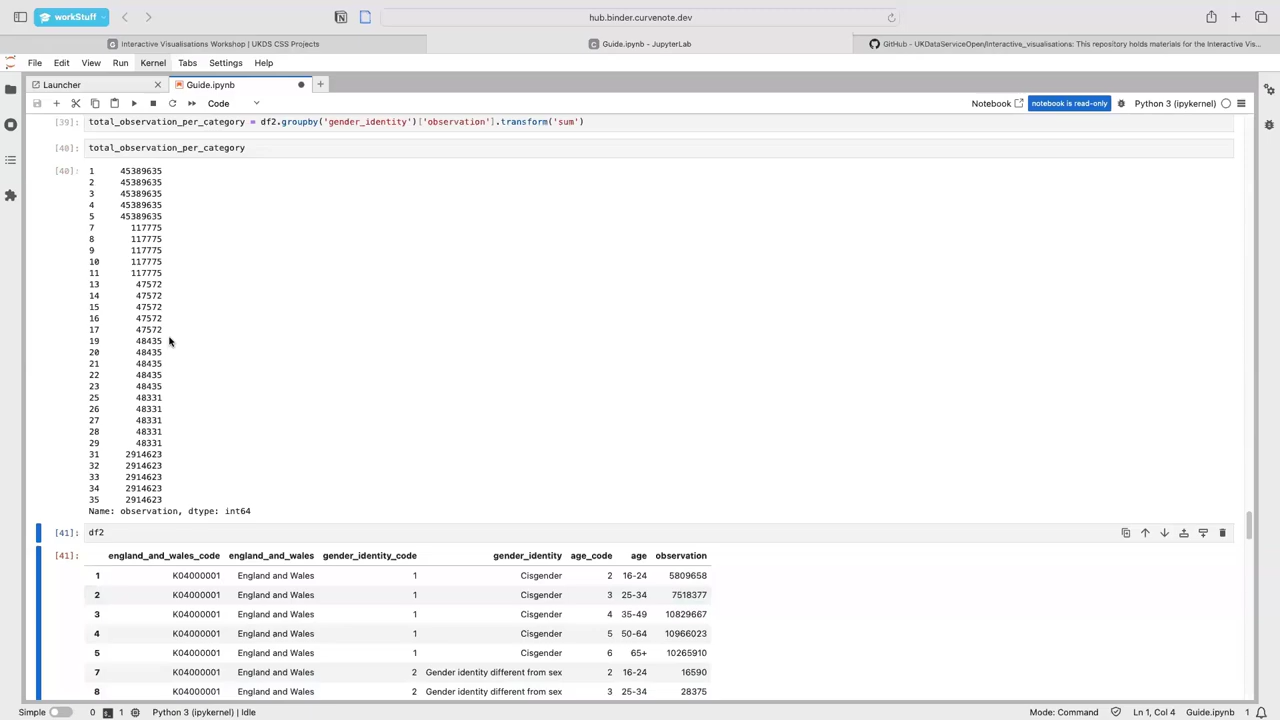 workStuff
hub.binder.curvenote.dev
Interactive Visualisations Workshop | UKDS CSS Projects
Guide.ipynb - JupyterLab
GitHub - UKDataServiceOpen/Interactive_visualisations: This repository holds materials for the Interactive Vis...
File Edit View Run Kernel Tabs Settings Help
Launcher
Guide.ipynb
Code
Notebook
notebook is read-only
Python 3 (ipykernel)
[39]: total_observation_per_category = df2.groupby('gender_identity')['observation'].transform('sum')
[40]: total_observation_per_category
[40]: 1 45389635
2 45389635
3 45389635
4 45389635
5 45389635
7 117775
8 117775
9 117775
10 117775
11 117775
13 47572
14 47572
15 47572
16 47572
17 47572
19 48435
20 48435
21 48435
22 48435
23 48435
25 48331
26 48331
27 48331
28 48331
29 48331
31 2914623
32 2914623
33 2914623
34 2914623
35 2914623
Name: observation, dtype: int64
[41]: df2
[41]: england_and_wales_code england_and_wales gender_identity_code gender_identity age_code age observation
1 K04000001 England and Wales 1 Cisgender 2 16-24 5809658
2 K04000001 England and Wales 1 Cisgender 3 25-34 7518377
3 K04000001 England and Wales 1 Cisgender 4 35-49 10829667
4 K04000001 England and Wales 1 Cisgender 5 50-64 10966023
5 K04000001 England and Wales 1 Cisgender 6 65+ 10265910
7 K04000001 England and Wales 2 Gender identity different from sex 2 16-24 16590
8 K04000001 England and Wales 2 Gender identity different from sex 3 25-34 28375
Simple 0 1 Python 3 (ipykernel) | Idle Mode: Command Ln 1, Col 4 Guide.ipynb 1